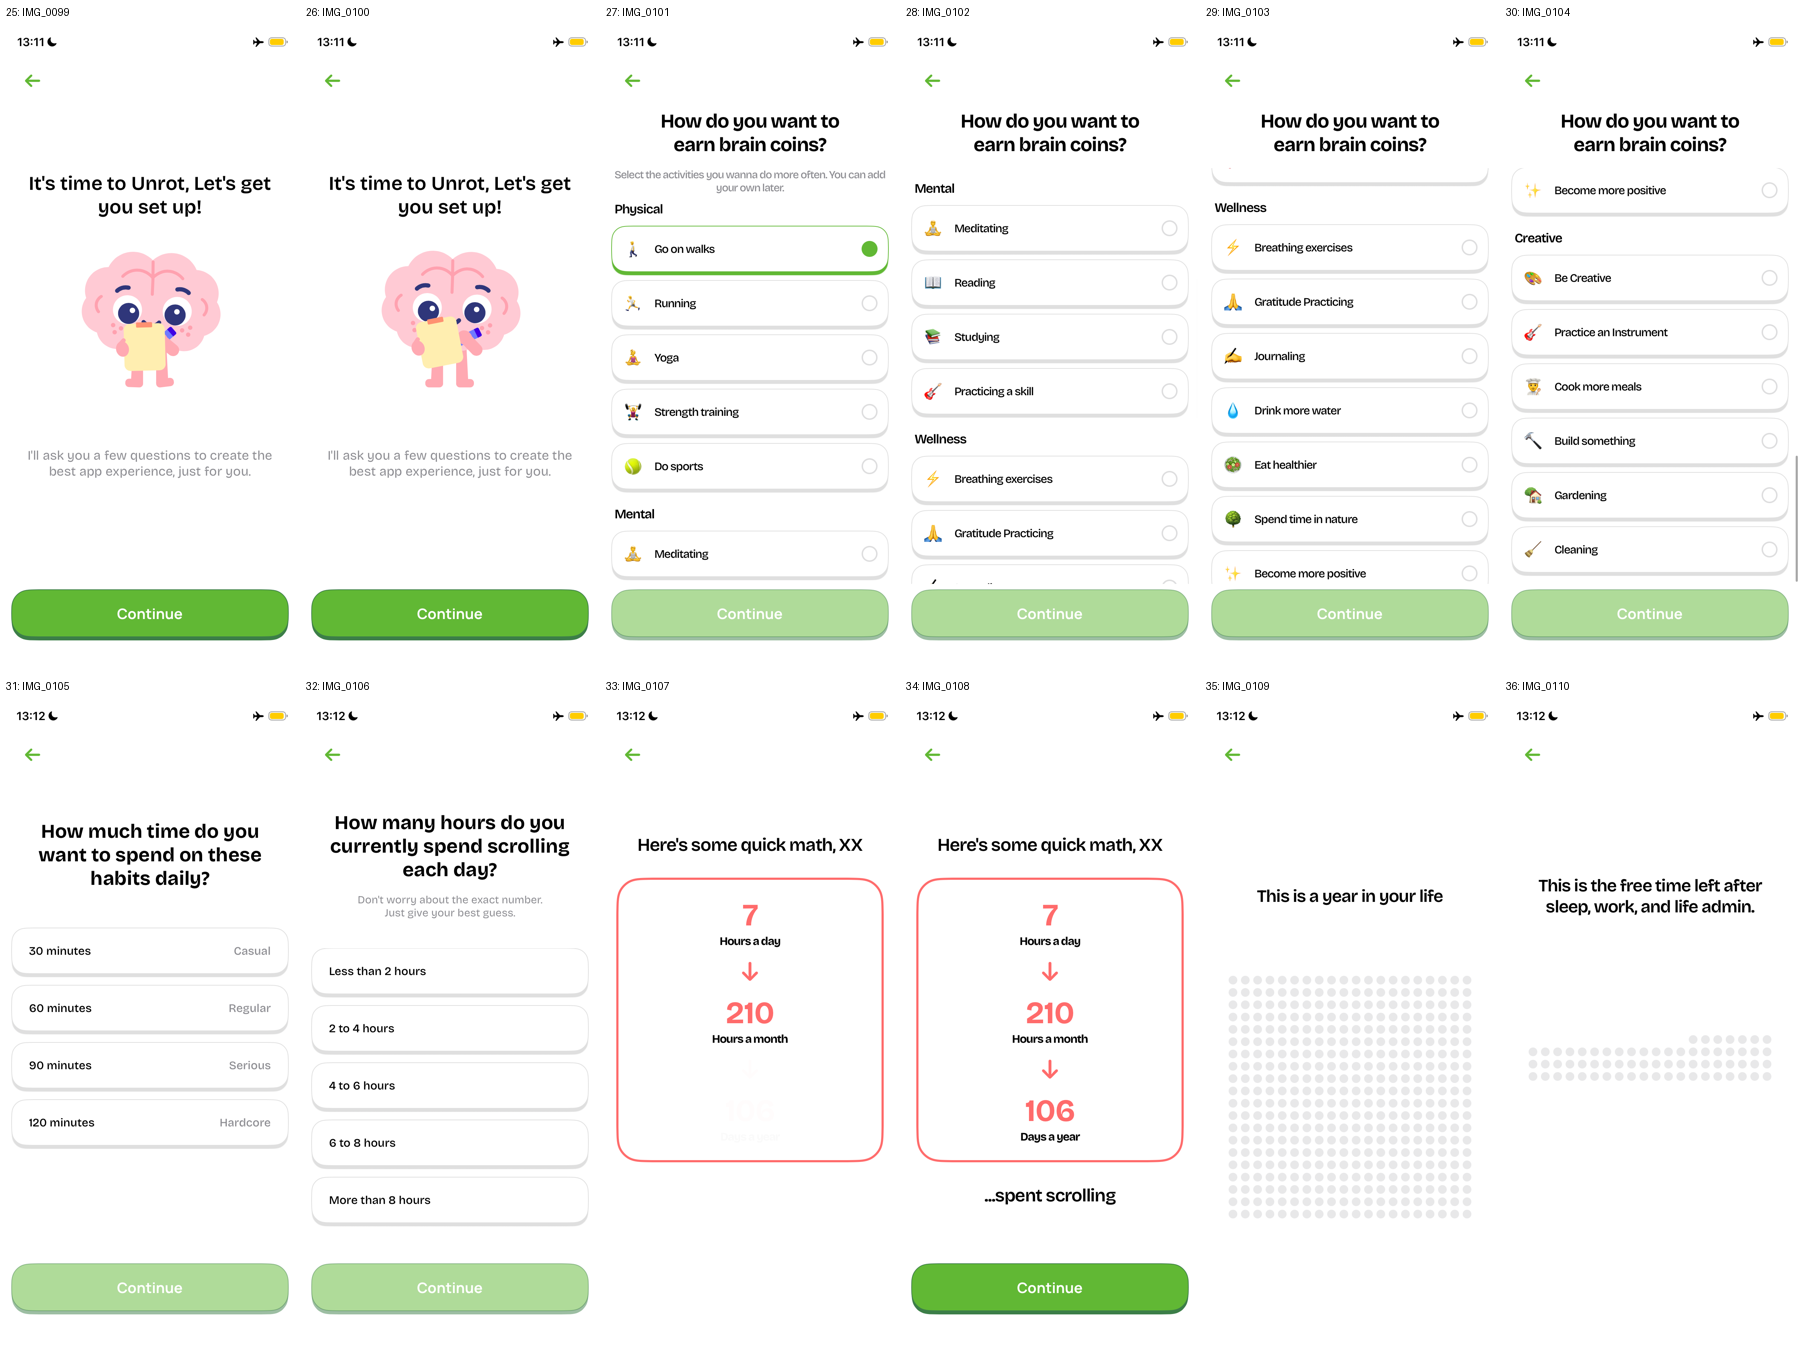 25: IMG_0099
13:11
It's time to Unrot, Let's get
you set up!
I'll ask you a few questions to create the
best app experience, just for you.
Continue
26: IMG_0100
13:11
It's time to Unrot, Let's get
you set up!
I'll ask you a few questions to create the
best app experience, just for you.
Continue
27: IMG_0101
13:11
How do you want to
earn brain coins?
Select the activities you wanna do more often. You can add
your own later.
Physical
Go on walks
Running
Yoga
Strength training
Do sports
Mental
Meditating
Continue
28: IMG_0102
13:11
How do you want to
earn brain coins?
Mental
Meditating
Reading
Studying
Practicing a skill
Wellness
Breathing exercises
Gratitude Practicing
Continue
29: IMG_0103
13:11
How do you want to
earn brain coins?
Wellness
Breathing exercises
Gratitude Practicing
Journaling
Drink more water
Eat healthier
Spend time in nature
Become more positive
Continue
30: IMG_0104
13:11
How do you want to
earn brain coins?
Become more positive
Creative
Be Creative
Practice an Instrument
Cook more meals
Build something
Gardening
Cleaning
Continue
31: IMG_0105
13:12
How much time do you
want to spend on these
habits daily?
30 minutes Casual
60 minutes Regular
90 minutes Serious
120 minutes Hardcore
Continue
32: IMG_0106
13:12
How many hours do you
currently spend scrolling
each day?
Don't worry about the exact number.
Just give your best guess.
Less than 2 hours
2 to 4 hours
4 to 6 hours
6 to 8 hours
More than 8 hours
Continue
33: IMG_0107
13:12
Here's some quick math, XX
7
Hours a day
210
Hours a month
106
Days a year
34: IMG_0108
13:12
Here's some quick math, XX
7
Hours a day
210
Hours a month
106
Days a year
...spent scrolling
Continue
35: IMG_0109
13:12
This is a year in your life
36: IMG_0110
13:12
This is the free time left after
sleep, work, and life admin.